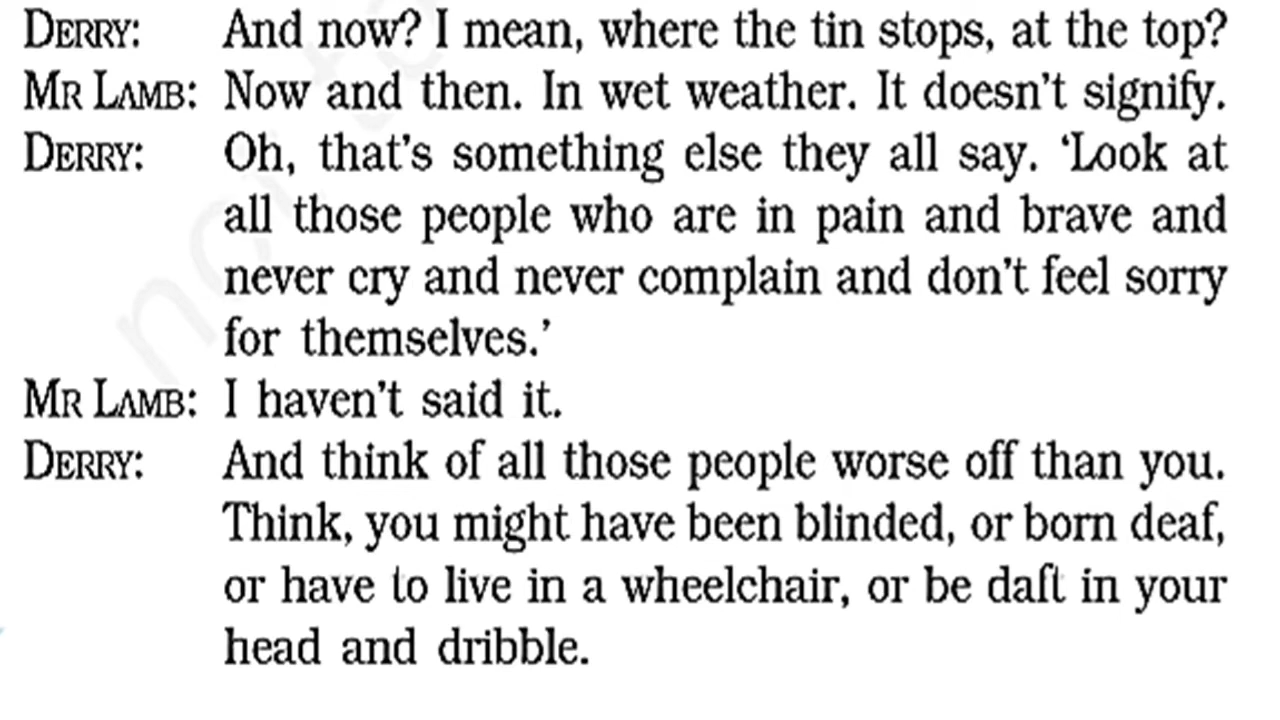 DERRY: And now? I mean, where the tin stops, at the top?
MR LAMB: Now and then. In wet weather. It doesn't signify.
DERRY: Oh, that's something else they all say. ‘Look at
all those people who are in pain and brave and
never cry and never complain and don't feel sorry
for themselves.’
MR LAMB: I haven't said it.
DERRY: And think of all those people worse off than you.
Think, you might have been blinded, or born deaf,
or have to live in a wheelchair, or be daft in your
head and dribble.